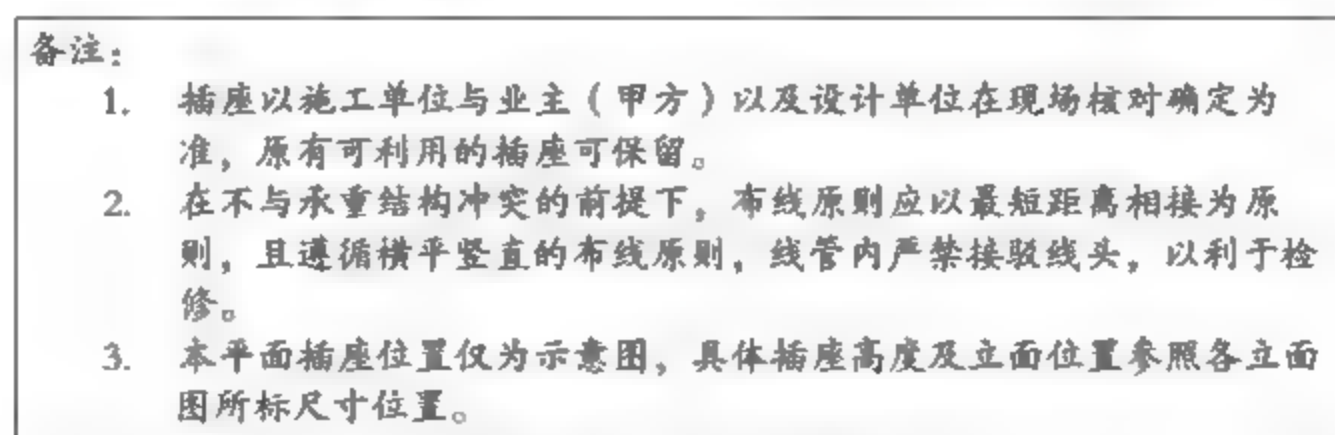 备注:
1. 插座以施工单位与业主(甲方)以及设计单位在现场核对确定为
准,原有可利用的插座可保留。
2. 在不与承重结构冲突的前提下,布线原则应以最短距离相接为原
则,且遵循横平竖直的布线原则,线管内严禁接驳线头,以利于检
修。
3. 本平面插座位置仅为示意图,具体插座高度及立面位置参照各立面
图所标尺寸位置。